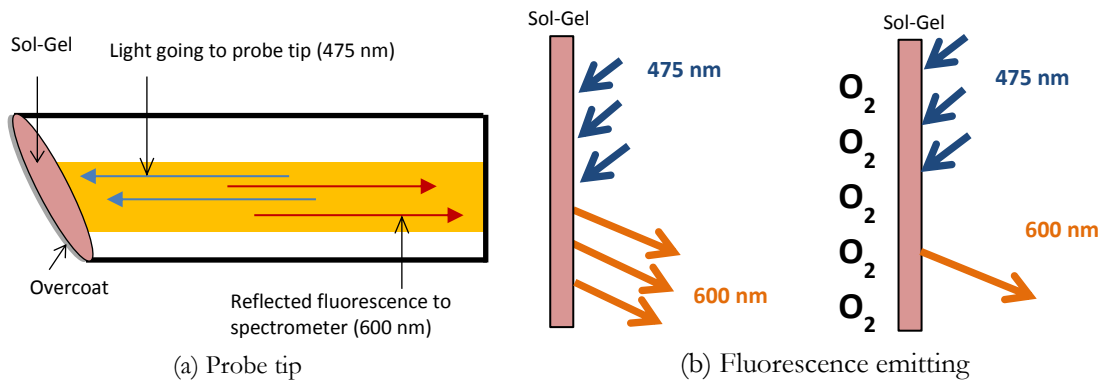 Sol-Gel
Light going to probe tip (475 nm)
Overcoat
Reflected fluorescence to
spectrometer (600 nm)
(a) Probe tip
Sol-Gel
475 nm
600 nm
Sol-Gel
475 nm
O2
O2
O2
O2
O2
600 nm
(b) Fluorescence emitting